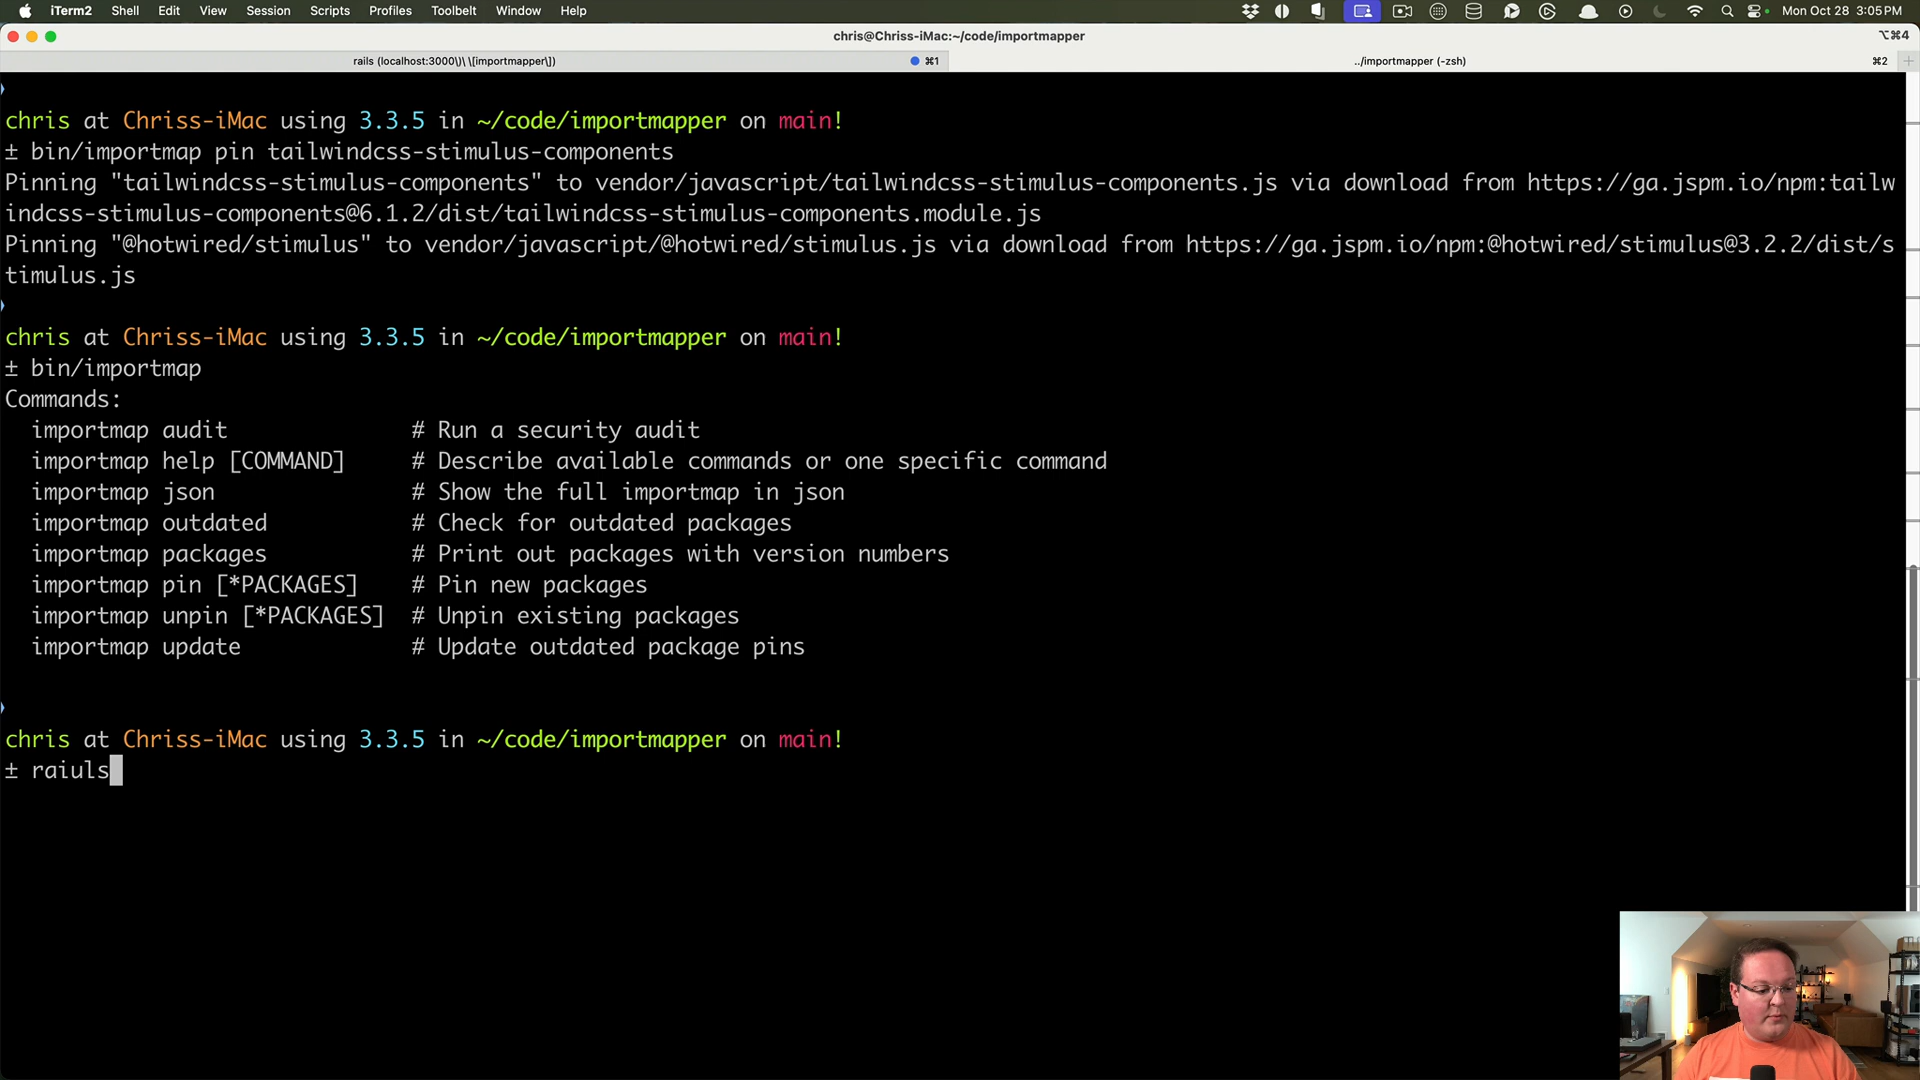 iTerm2 Shell Edit View Session Scripts Profiles Toolbelt Window Help Mon Oct 28 3:05 PM
chris@Chriss-iMac:~/code/importmapper ⌥⌘4
rails (localhost:3000\)\ \[importmapper\]) ⌘1 ../importmapper (-zsh) ⌘2
chris at Chriss-iMac using 3.3.5 in ~/code/importmapper on main!
± bin/importmap pin tailwindcss-stimulus-components
Pinning "tailwindcss-stimulus-components" to vendor/javascript/tailwindcss-stimulus-components.js via download from https://ga.jspm.io/npm:tailw
indcss-stimulus-components@6.1.2/dist/tailwindcss-stimulus-components.module.js
Pinning "@hotwired/stimulus" to vendor/javascript/@hotwired/stimulus.js via download from https://ga.jspm.io/npm:@hotwired/stimulus@3.2.2/dist/s
timulus.js
chris at Chriss-iMac using 3.3.5 in ~/code/importmapper on main!
± bin/importmap
Commands:
importmap audit # Run a security audit
importmap help [COMMAND] # Describe available commands or one specific command
importmap json # Show the full importmap in json
importmap outdated # Check for outdated packages
importmap packages # Print out packages with version numbers
importmap pin [*PACKAGES] # Pin new packages
importmap unpin [*PACKAGES] # Unpin existing packages
importmap update # Update outdated package pins
chris at Chriss-iMac using 3.3.5 in ~/code/importmapper on main!
± raiuls